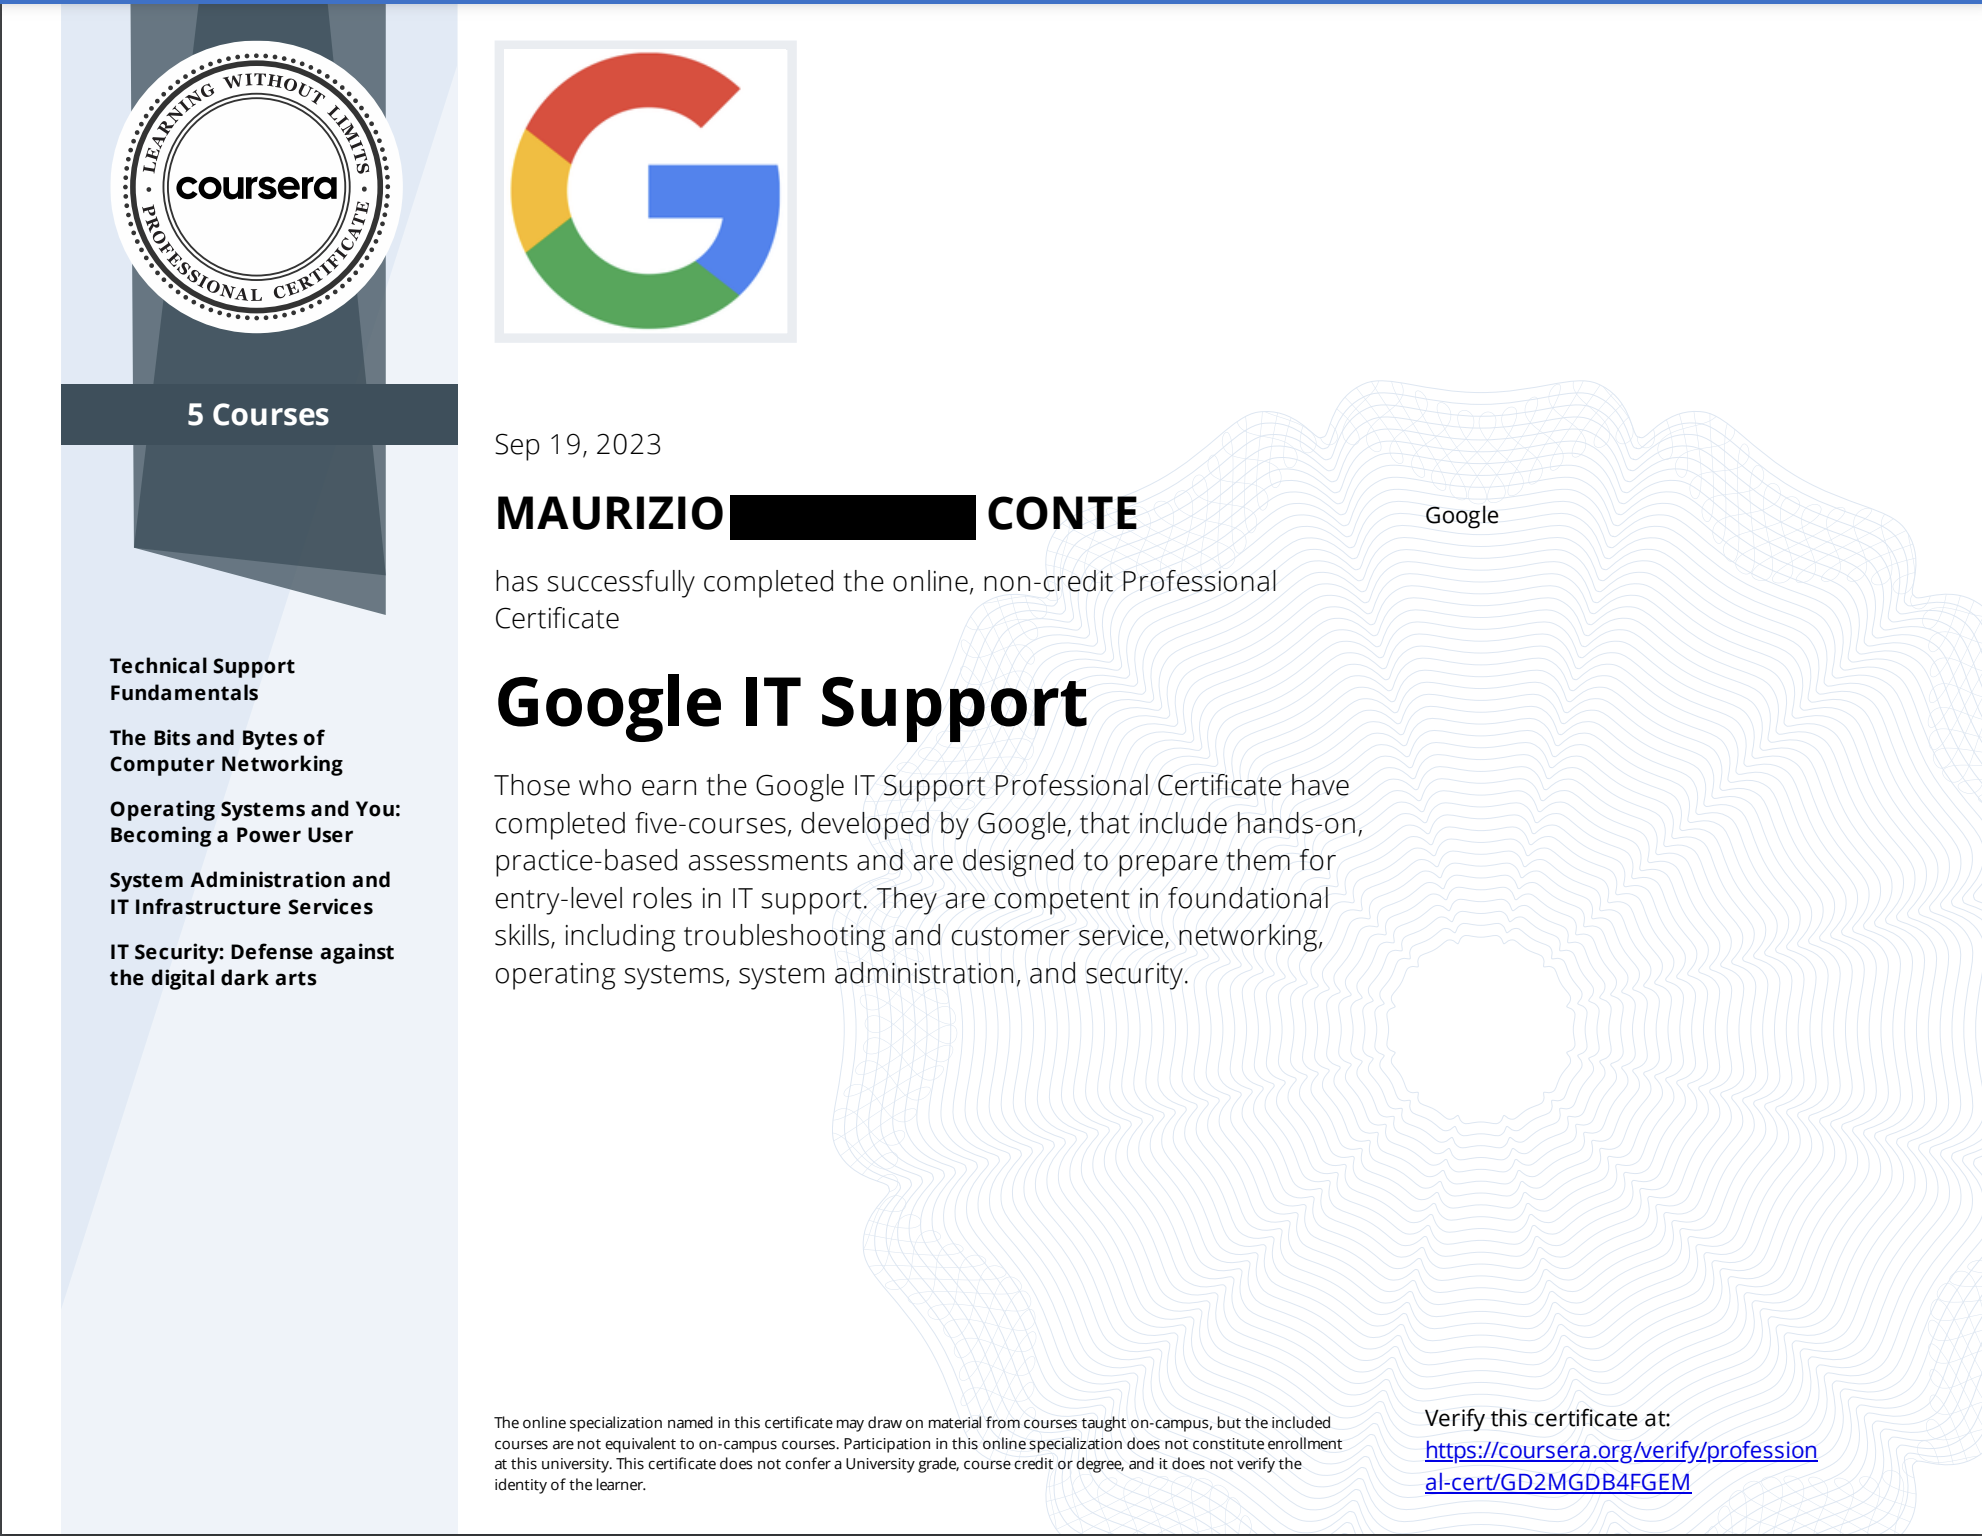 LEARNING WITHOUT LIMITS
coursera
PROFESSIONAL CERTIFICATE
5 Courses
Technical Support
Fundamentals
The Bits and Bytes of
Computer Networking
Operating Systems and You:
Becoming a Power User
System Administration and
IT Infrastructure Services
IT Security: Defense against
the digital dark arts
Sep 19, 2023
MAURIZIO CONTE
has successfully completed the online, non-credit Professional
Certificate
Google IT Support
Those who earn the Google IT Support Professional Certificate have
completed five-courses, developed by Google, that include hands-on,
practice-based assessments and are designed to prepare them for
entry-level roles in IT support. They are competent in foundational
skills, including troubleshooting and customer service, networking,
operating systems, system administration, and security.
Google
The online specialization named in this certificate may draw on material from courses taught on-campus, but the included
courses are not equivalent to on-campus courses. Participation in this online specialization does not constitute enrollment
at this university. This certificate does not confer a University grade, course credit or degree, and it does not verify the
identity of the learner.
Verify this certificate at:
https://coursera.org/verify/profession
al-cert/GD2MGDB4FGEM